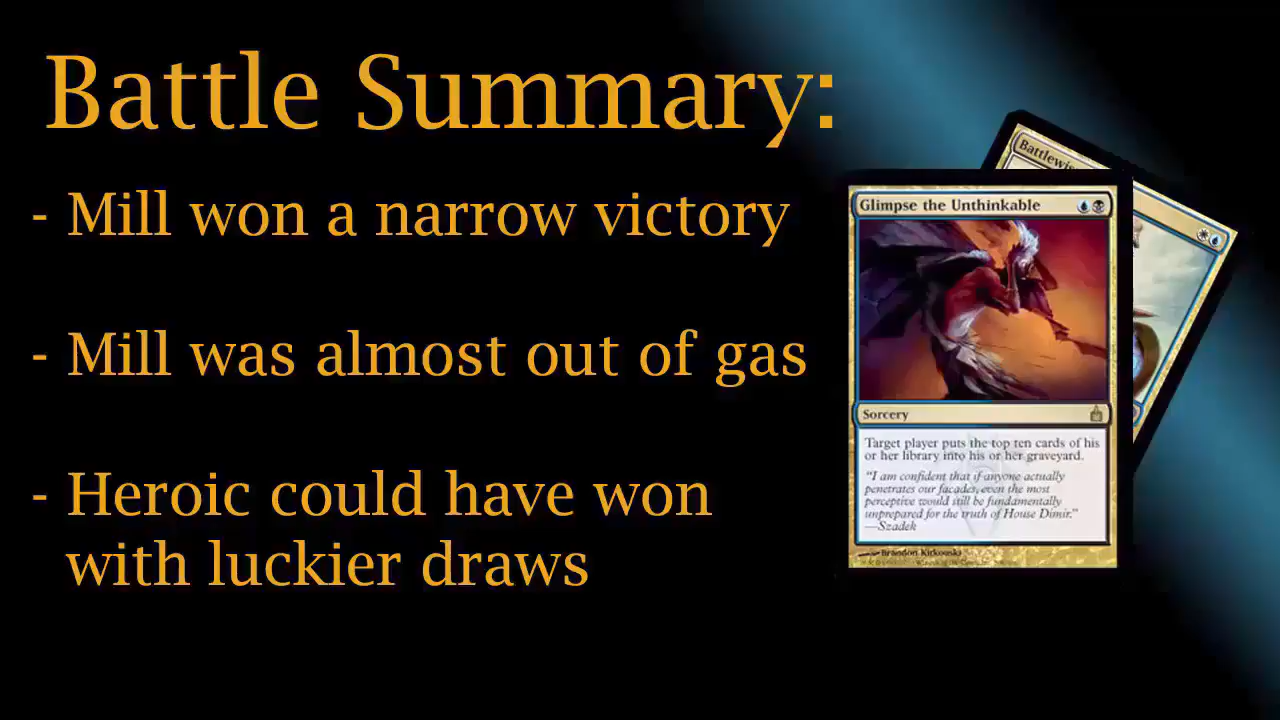 Battle Summary:
- Mill won a narrow victory
- Mill was almost out of gas
- Heroic could have won
with luckier draws
Battlewis
Glimpse the Unthinkable
Sorcery
Target player puts the top ten cards of his
or her library into his or her graveyard.
"I am confident that if anyone actually
penetrates our facades, even the most
perceptive would still be fundamentally
unprepared for the truth of House Dimir."
—Szadek
Brandon Kitkouski